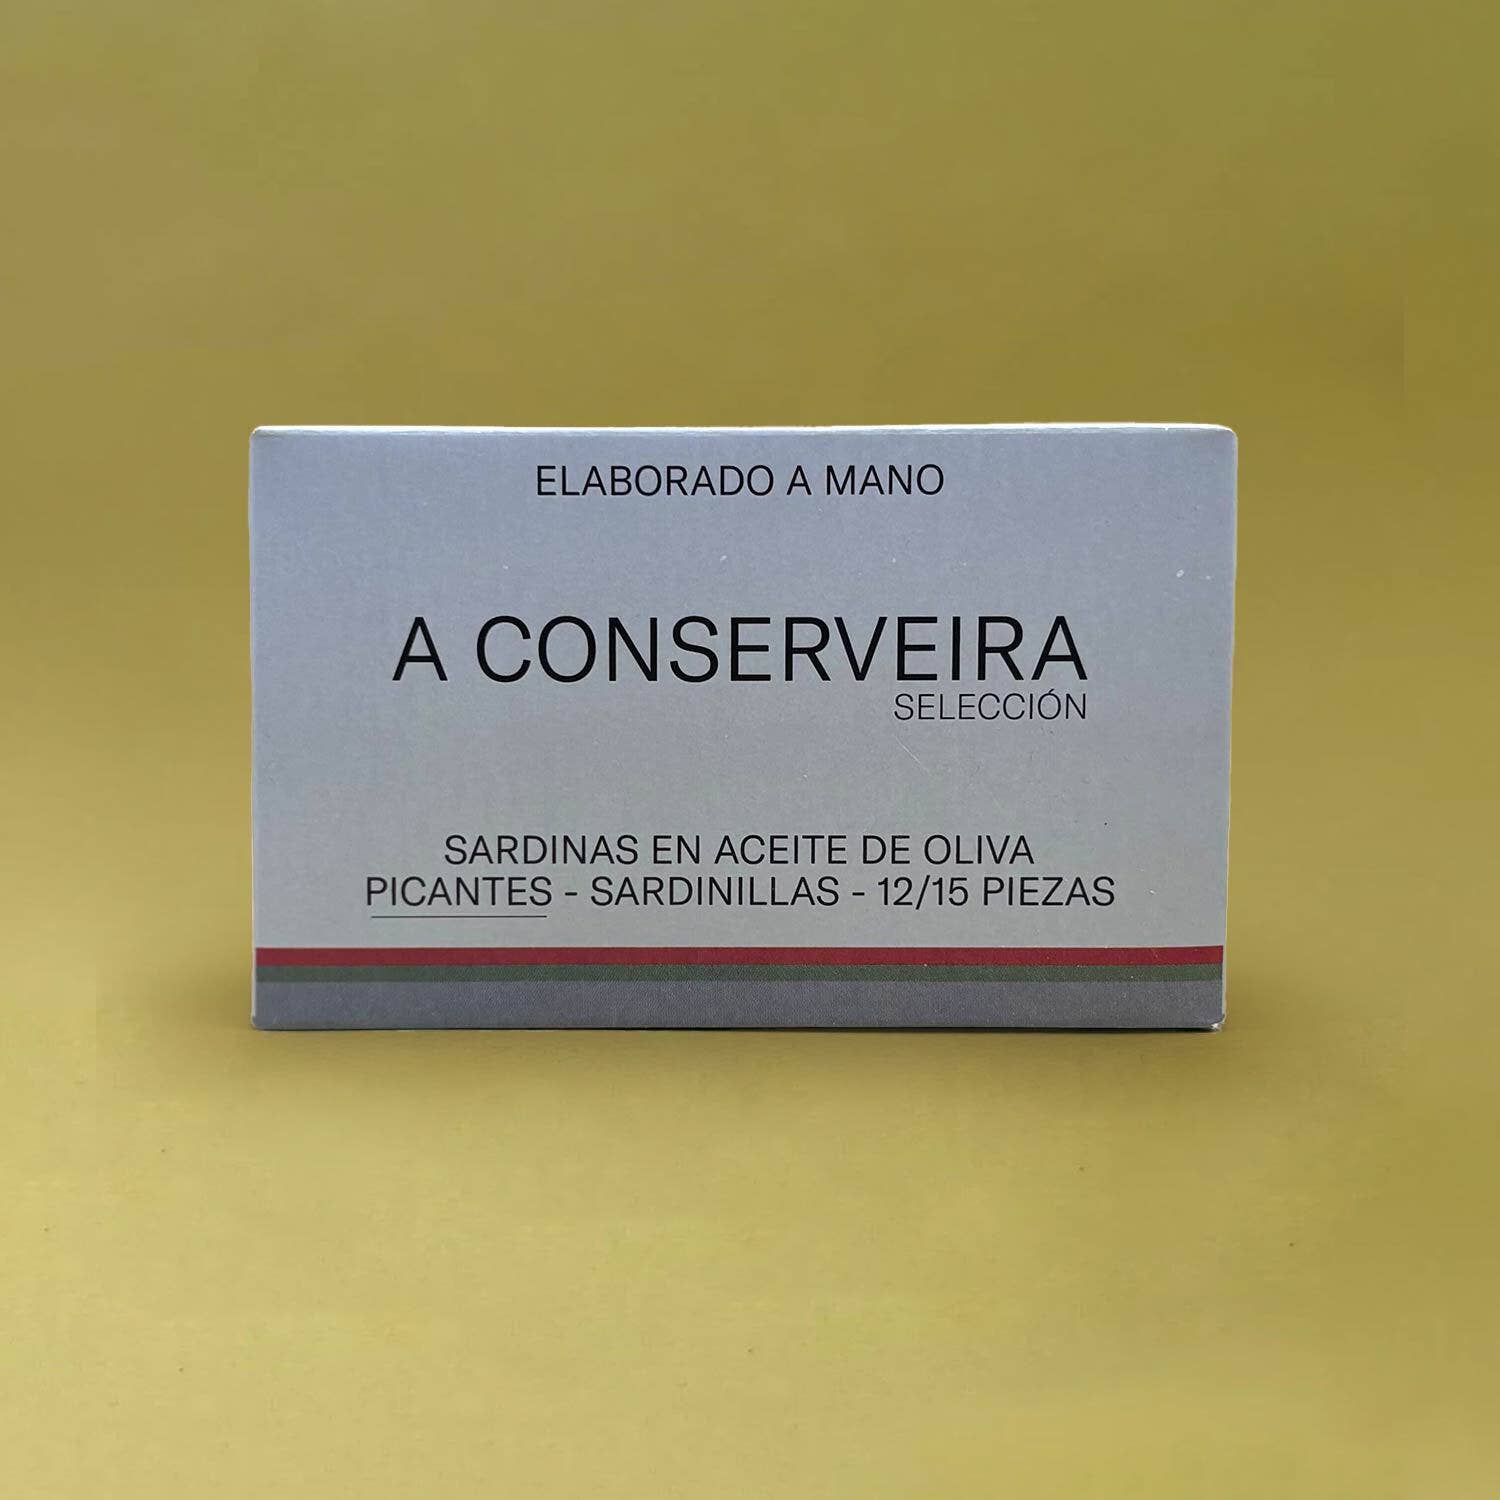 ELABORADO A MANO
A CONSERVEIRA
SELECCIÓN
SARDINAS EN ACEITE DE OLIVA
PICANTES - SARDINILLAS - 12/15 PIEZAS